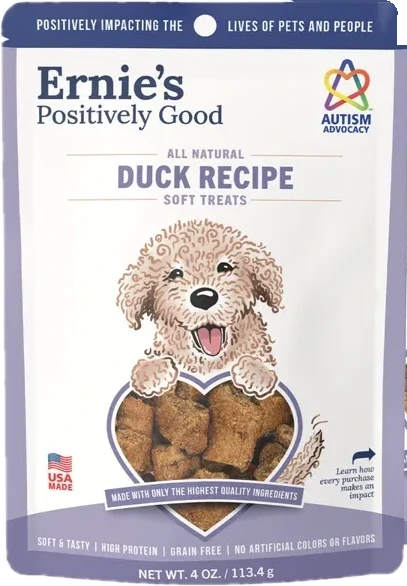 POSITIVELY IMPACTING THE LIVES OF PETS AND PEOPLE
Ernie's
Positively Good
AUTISM
ADVOCACY
ALL NATURAL
DUCK RECIPE
SOFT TREATS
USA
MADE
Learn how
every purchase
makes an
impact
MADE WITH ONLY THE HIGHEST QUALITY INGREDIENTS
SOFT & TASTY | HIGH PROTEIN | GRAIN FREE | NO ARTIFICIAL COLORS OR FLAVORS
NET WT. 4 OZ. / 113.4 g